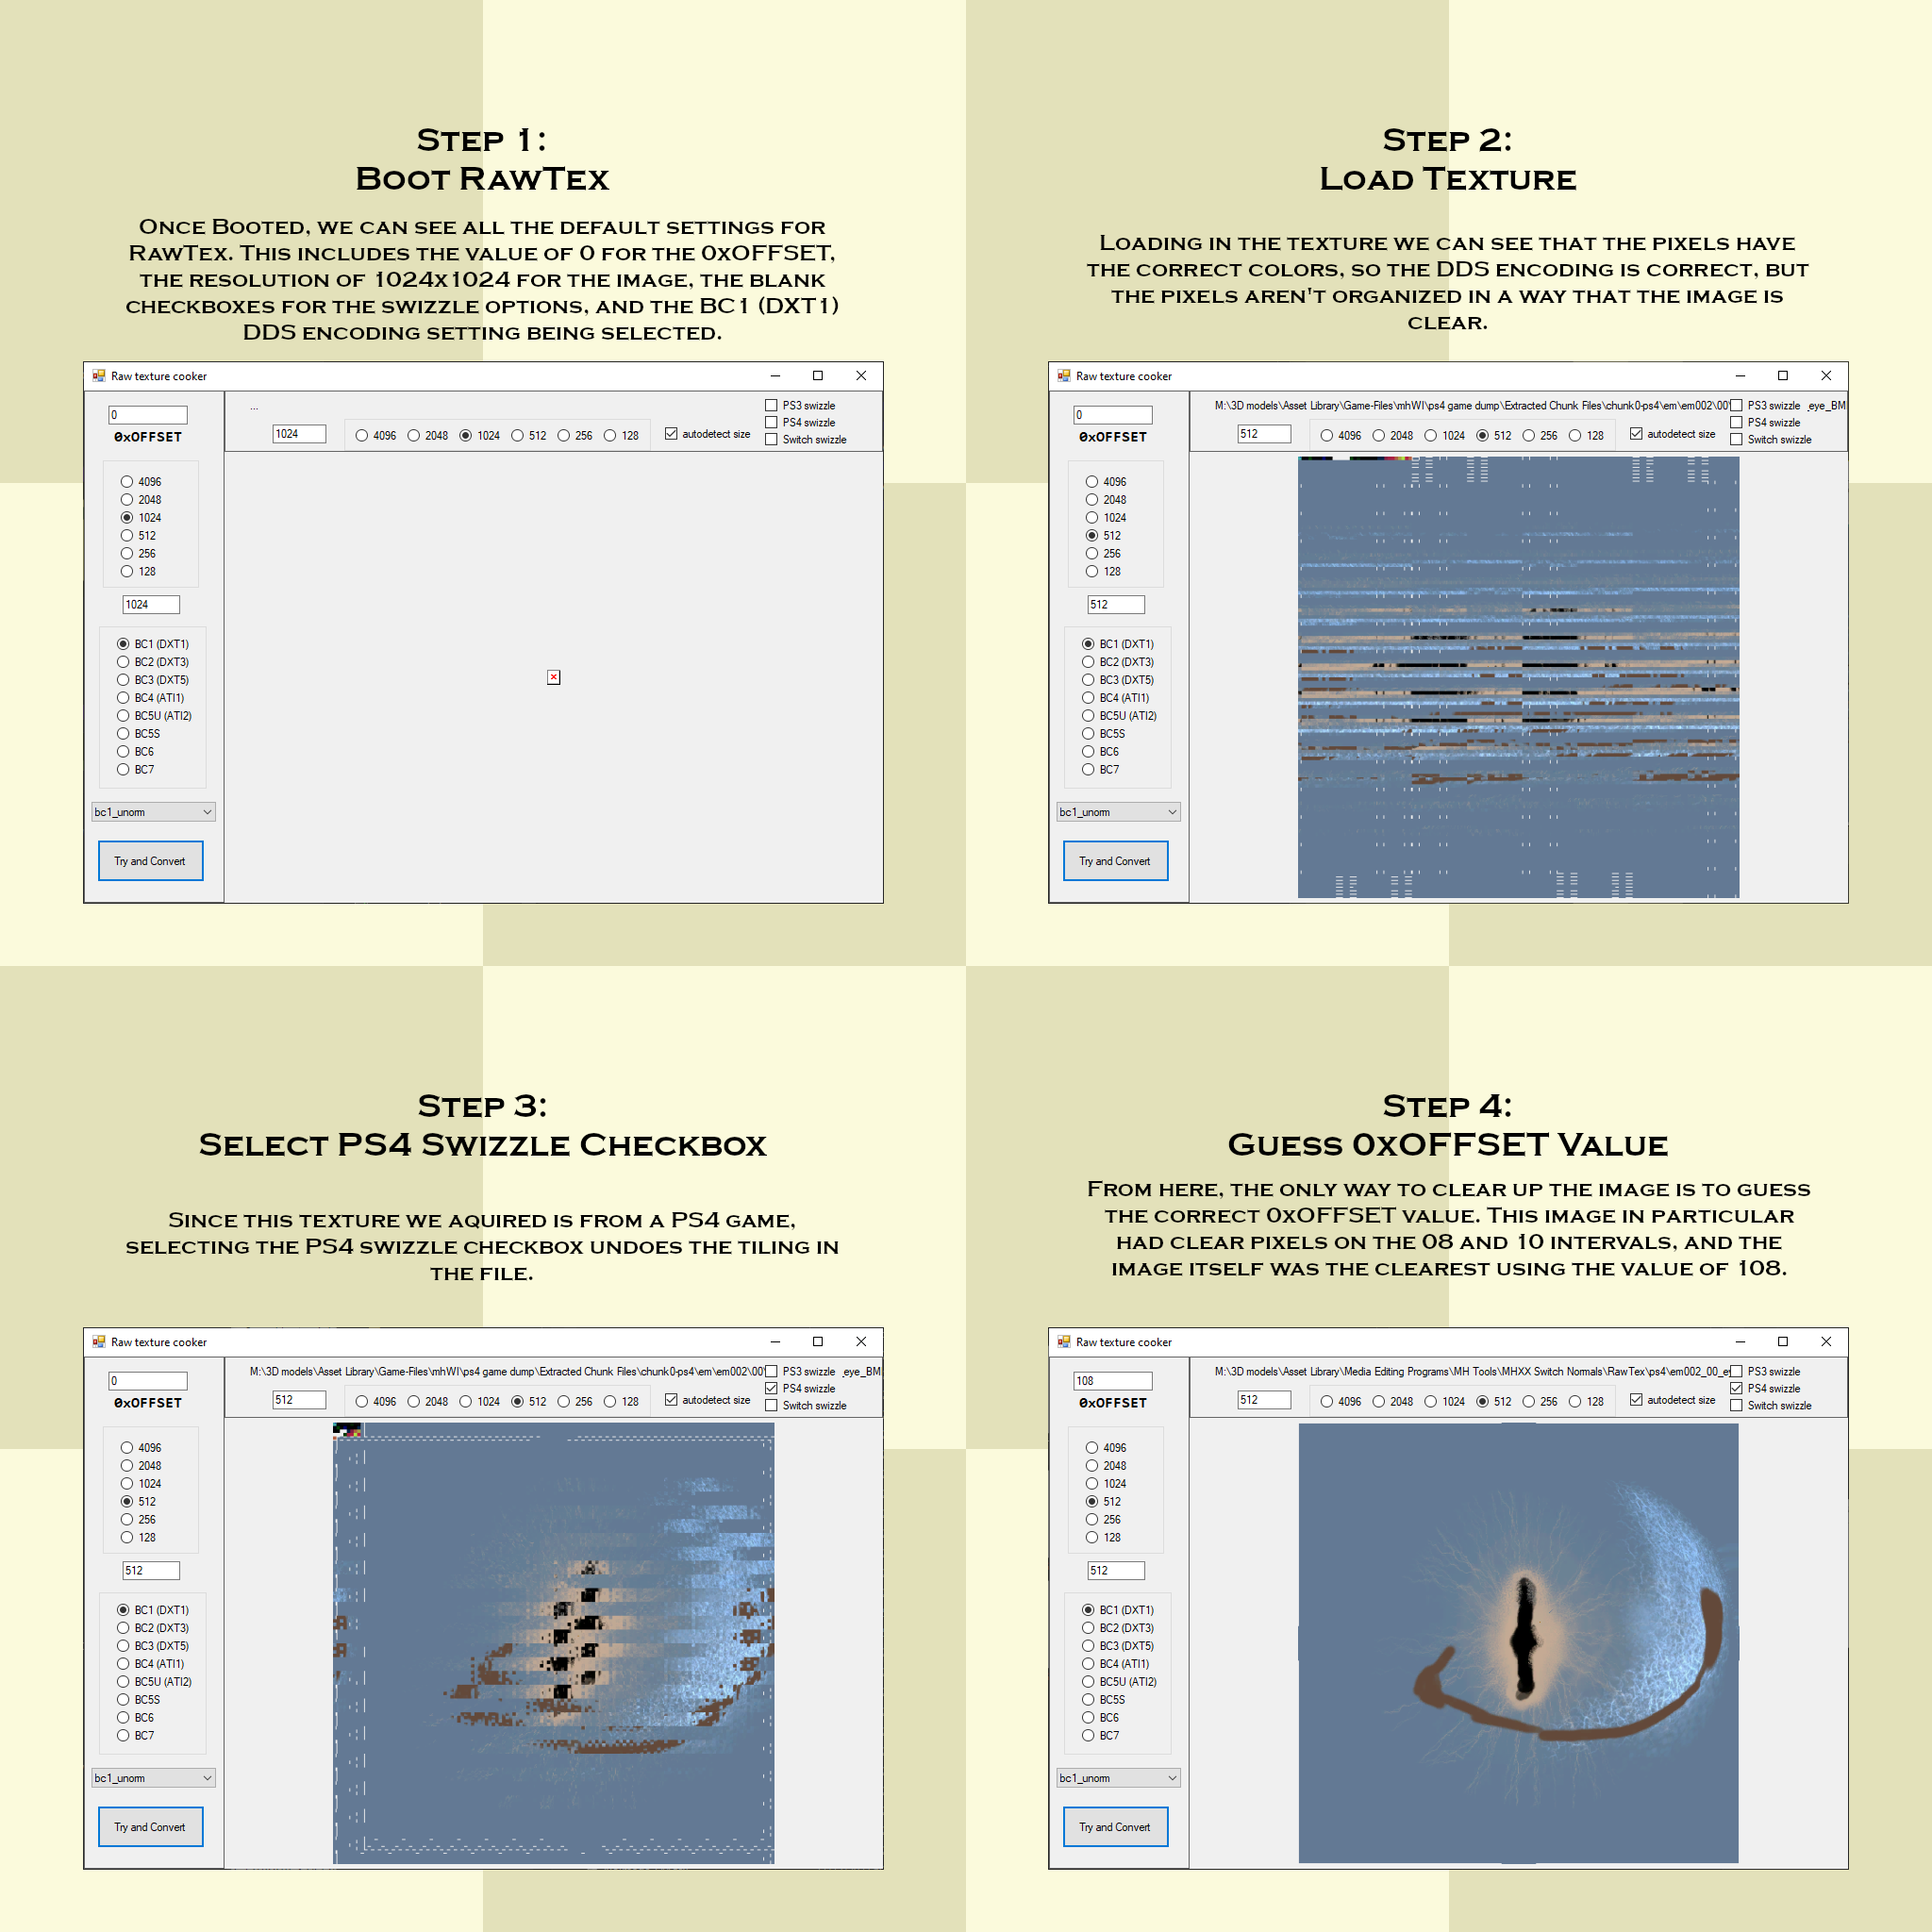 Step 1:
Boot RawTex
Once Booted, we can see all the default settings for
RawTex. This includes the value of 0 for the 0xOFFSET,
the resolution of 1024x1024 for the image, the blank
checkboxes for the swizzle options, and the BC1 (DXT1)
DDS encoding setting being selected.
Raw texture cooker
0
0xOFFSET
...
1024
4096 2048 1024 512 256 128
autodetect size
PS3 swizzle
PS4 swizzle
Switch swizzle
4096
2048
1024
512
256
128
1024
BC1 (DXT1)
BC2 (DXT3)
BC3 (DXT5)
BC4 (ATI1)
BC5U (ATI2)
BC5S
BC6
BC7
bc1_unorm
Try and Convert
Step 2:
Load Texture
Loading in the texture we can see that the pixels have
the correct colors, so the DDS encoding is correct, but
the pixels aren't organized in a way that the image is
clear.
Raw texture cooker
0
0xOFFSET
M:\3D models\Asset Library\Game-Files\mhWI\ps4 game dump\Extracted Chunk Files\chunk0-ps4\em\em002\00\
512
4096 2048 1024 512 256 128
autodetect size
PS3 swizzle _eye_BM
PS4 swizzle
Switch swizzle
4096
2048
1024
512
256
128
512
BC1 (DXT1)
BC2 (DXT3)
BC3 (DXT5)
BC4 (ATI1)
BC5U (ATI2)
BC5S
BC6
BC7
bc1_unorm
Try and Convert
Step 3:
Select PS4 Swizzle Checkbox
Since this texture we aquired is from a PS4 game,
selecting the PS4 swizzle checkbox undoes the tiling in
the file.
Raw texture cooker
0
0xOFFSET
M:\3D models\Asset Library\Game-Files\mhWI\ps4 game dump\Extracted Chunk Files\chunk0-ps4\em\em002\00\
512
4096 2048 1024 512 256 128
autodetect size
PS3 swizzle _eye_BM
PS4 swizzle
Switch swizzle
4096
2048
1024
512
256
128
512
BC1 (DXT1)
BC2 (DXT3)
BC3 (DXT5)
BC4 (ATI1)
BC5U (ATI2)
BC5S
BC6
BC7
bc1_unorm
Try and Convert
Step 4:
Guess 0xOFFSET Value
From here, the only way to clear up the image is to guess
the correct 0xOFFSET value. This image in particular
had clear pixels on the 08 and 10 intervals, and the
image itself was the clearest using the value of 108.
Raw texture cooker
108
0xOFFSET
M:\3D models\Asset Library\Media Editing Programs\MH Tools\MHXX Switch Normals\RawTex\ps4\em002_00_e
512
4096 2048 1024 512 256 128
autodetect size
PS3 swizzle
PS4 swizzle
Switch swizzle
4096
2048
1024
512
256
128
512
BC1 (DXT1)
BC2 (DXT3)
BC3 (DXT5)
BC4 (ATI1)
BC5U (ATI2)
BC5S
BC6
BC7
bc1_unorm
Try and Convert